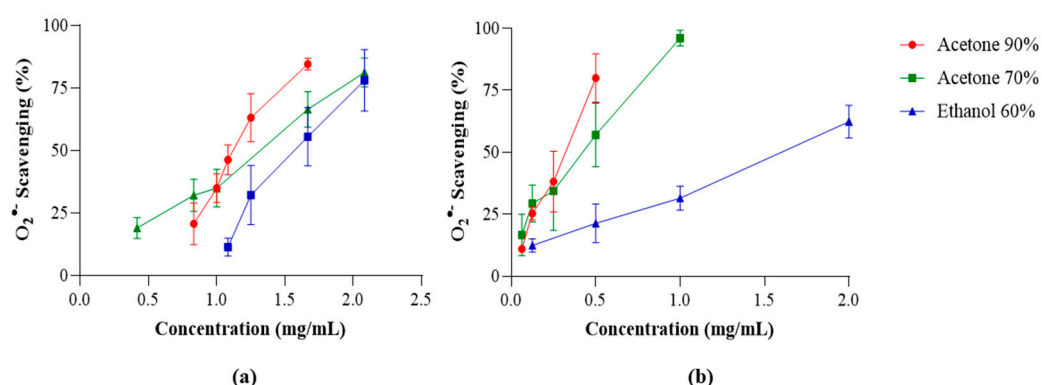 100
75
50
25
0
O₂•- Scavenging (%)
0.0 0.5 1.0 1.5 2.0 2.5
Concentration (mg/mL)
(a)
100
75
50
25
0
O₂•- Scavenging (%)
0.0 0.5 1.0 1.5 2.0
Concentration (mg/mL)
(b)
Acetone 90%
Acetone 70%
Ethanol 60%